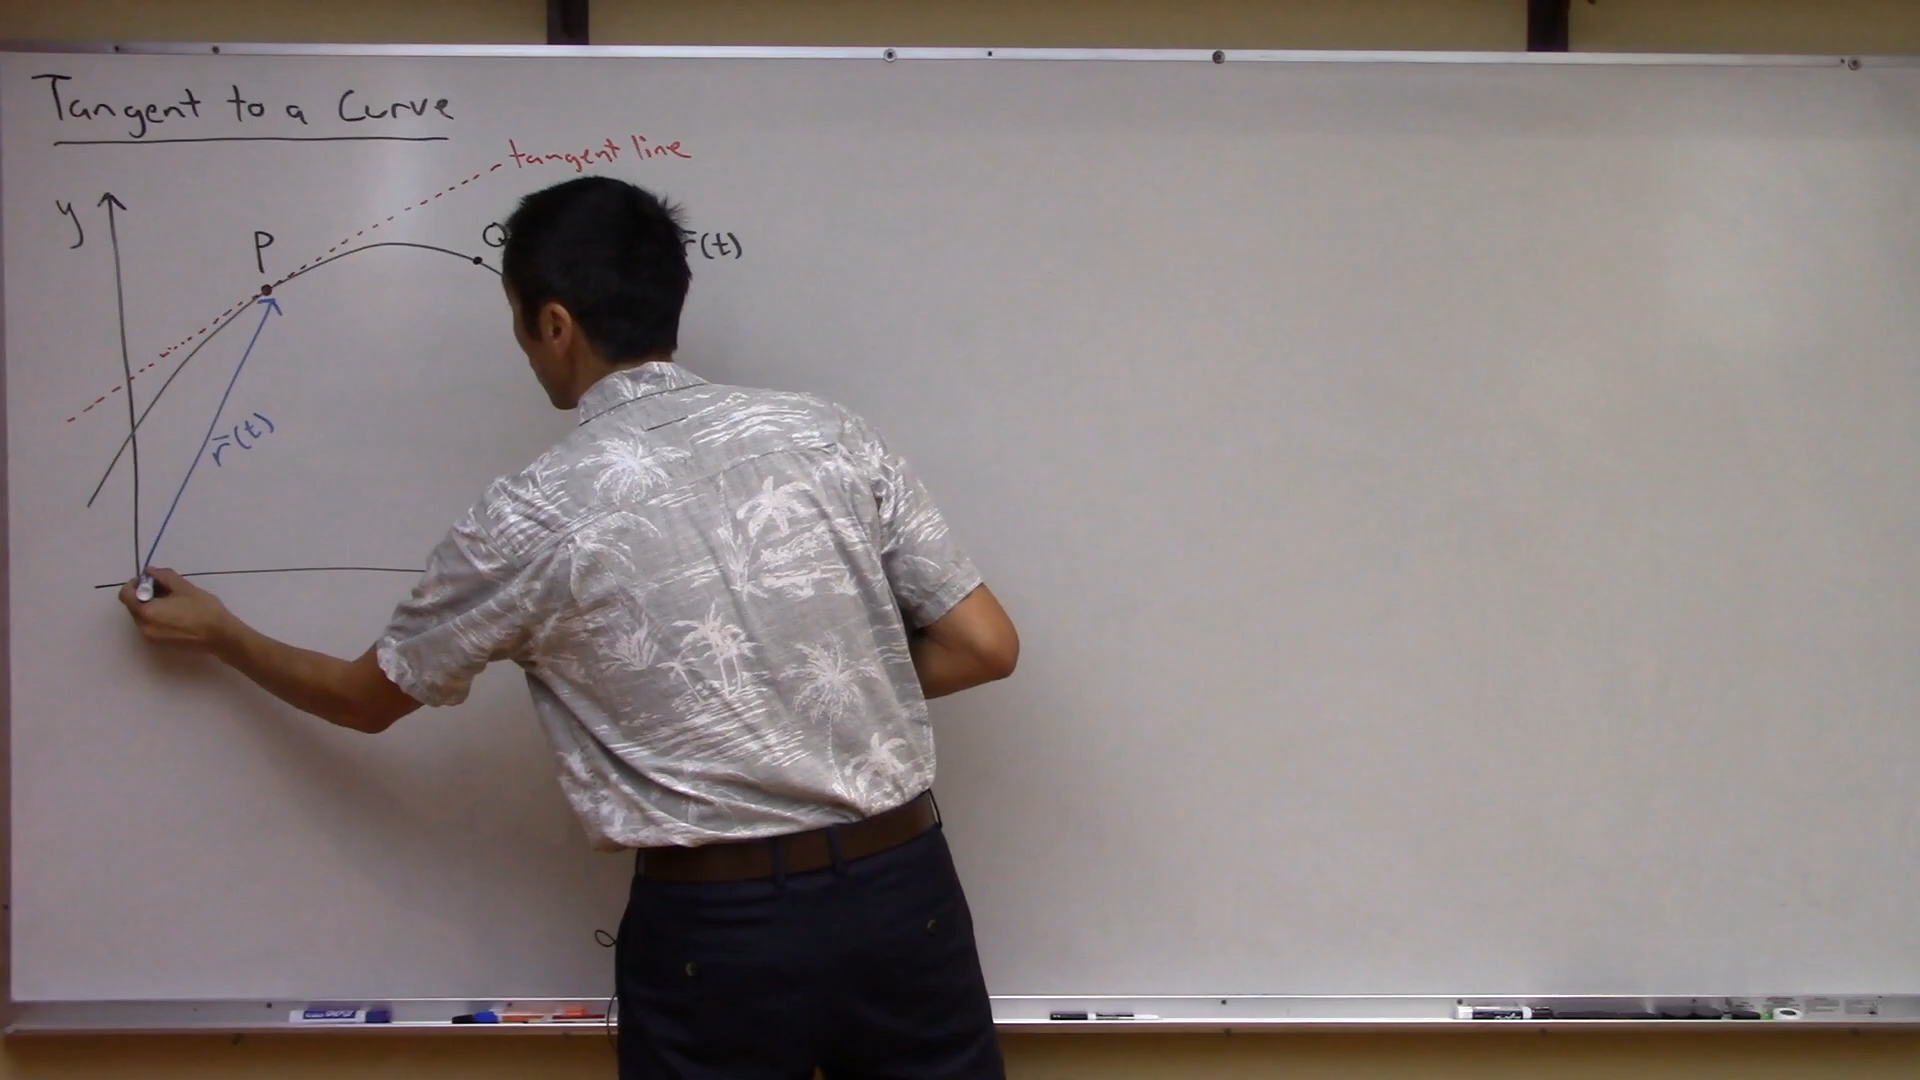 Tangent to a Curve
tangent line
y
P
Q
r̄(t)
r̄(t)